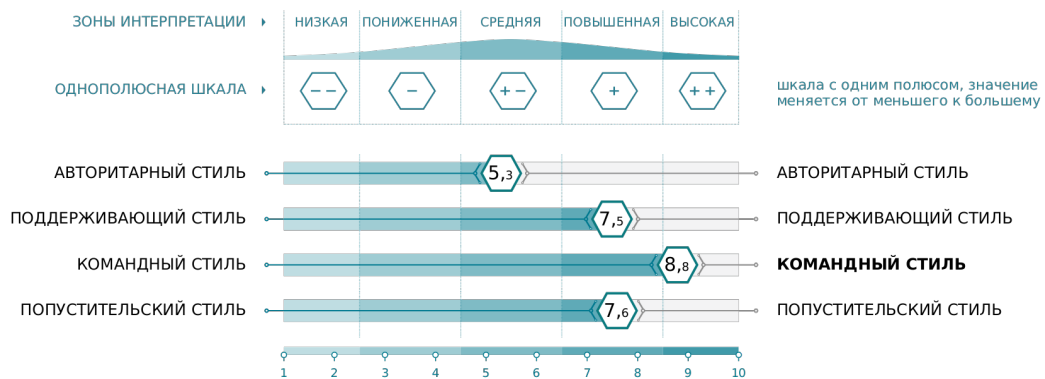 ЗОНЫ ИНТЕРПРЕТАЦИИ НИЗКАЯ ПОНИЖЕННАЯ СРЕДНЯЯ ПОВЫШЕННАЯ ВЫСОКАЯ
ОДНОПОЛЮСНАЯ ШКАЛА − − − + − + + + шкала с одним полюсом, значение
меняется от меньшего к большему
АВТОРИТАРНЫЙ СТИЛЬ 5,3 АВТОРИТАРНЫЙ СТИЛЬ
ПОДДЕРЖИВАЮЩИЙ СТИЛЬ 7,5 ПОДДЕРЖИВАЮЩИЙ СТИЛЬ
КОМАНДНЫЙ СТИЛЬ 8,8 КОМАНДНЫЙ СТИЛЬ
ПОПУСТИТЕЛЬСКИЙ СТИЛЬ 7,6 ПОПУСТИТЕЛЬСКИЙ СТИЛЬ
1 2 3 4 5 6 7 8 9 10